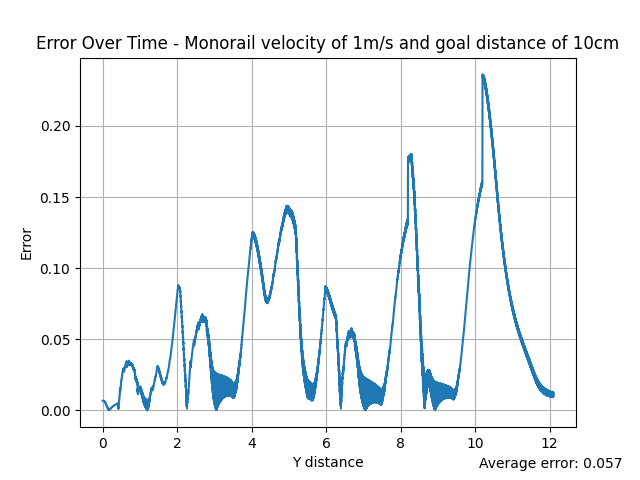 Error Over Time - Monorail velocity of 1m/s and goal distance of 10cm
Error
0.20
0.15
0.10
0.05
0.00
0 2 4 6 8 10 12
Y distance
Average error: 0.057